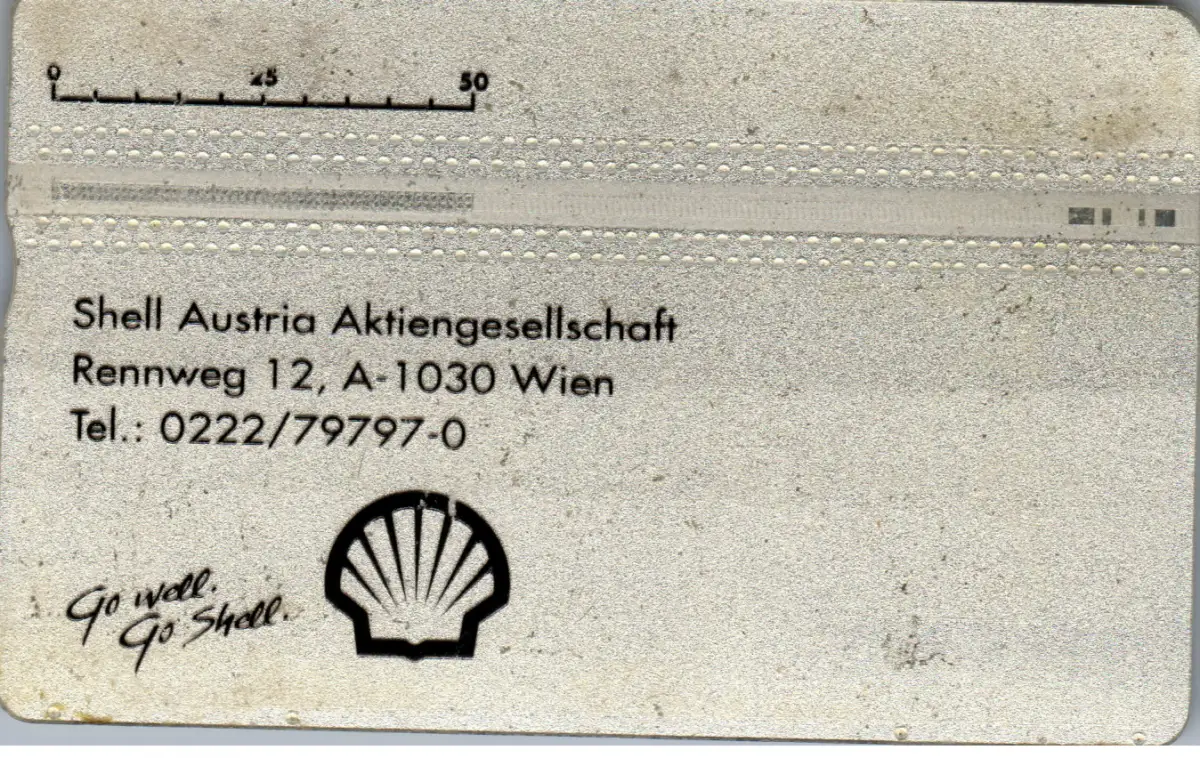 0 25 50
Shell Austria Aktiengesellschaft
Rennweg 12, A-1030 Wien
Tel.: 0222/79797-0
Go well.
Go Shell.